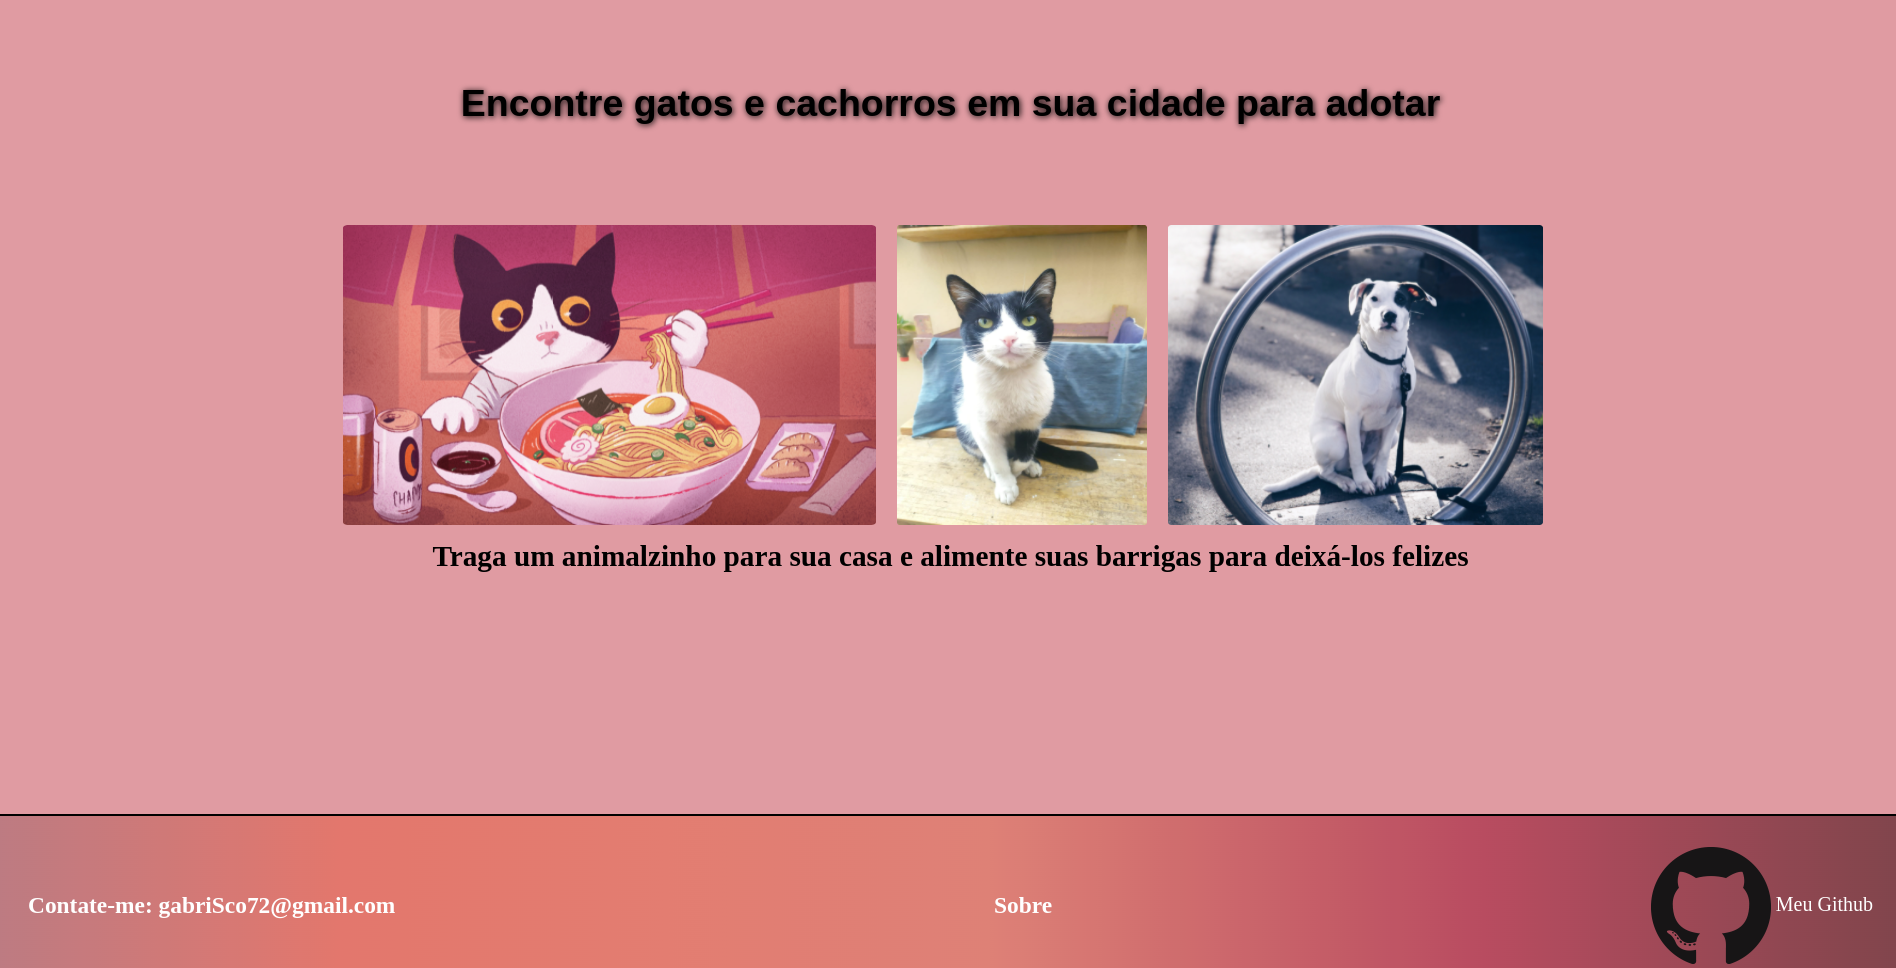 Encontre gatos e cachorros em sua cidade para adotar
Traga um animalzinho para sua casa e alimente suas barrigas para deixá-los felizes
Contate-me: gabriSco72@gmail.com
Sobre
Meu Github